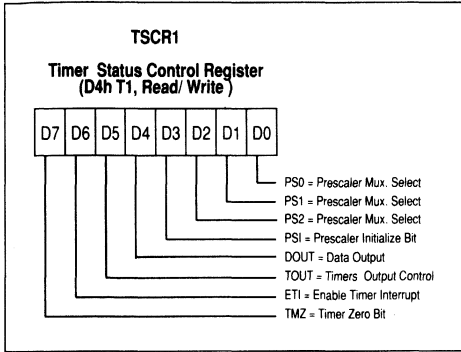 TSCR1
Timer Status Control Register
(D4h T1, Read/ Write )
D7 D6 D5 D4 D3 D2 D1 D0
PS0 = Prescaler Mux. Select
PS1 = Prescaler Mux. Select
PS2 = Prescaler Mux. Select
PSI = Prescaler Initialize Bit
DOUT = Data Output
TOUT = Timers Output Control
ETI = Enable Timer Interrupt
TMZ = Timer Zero Bit